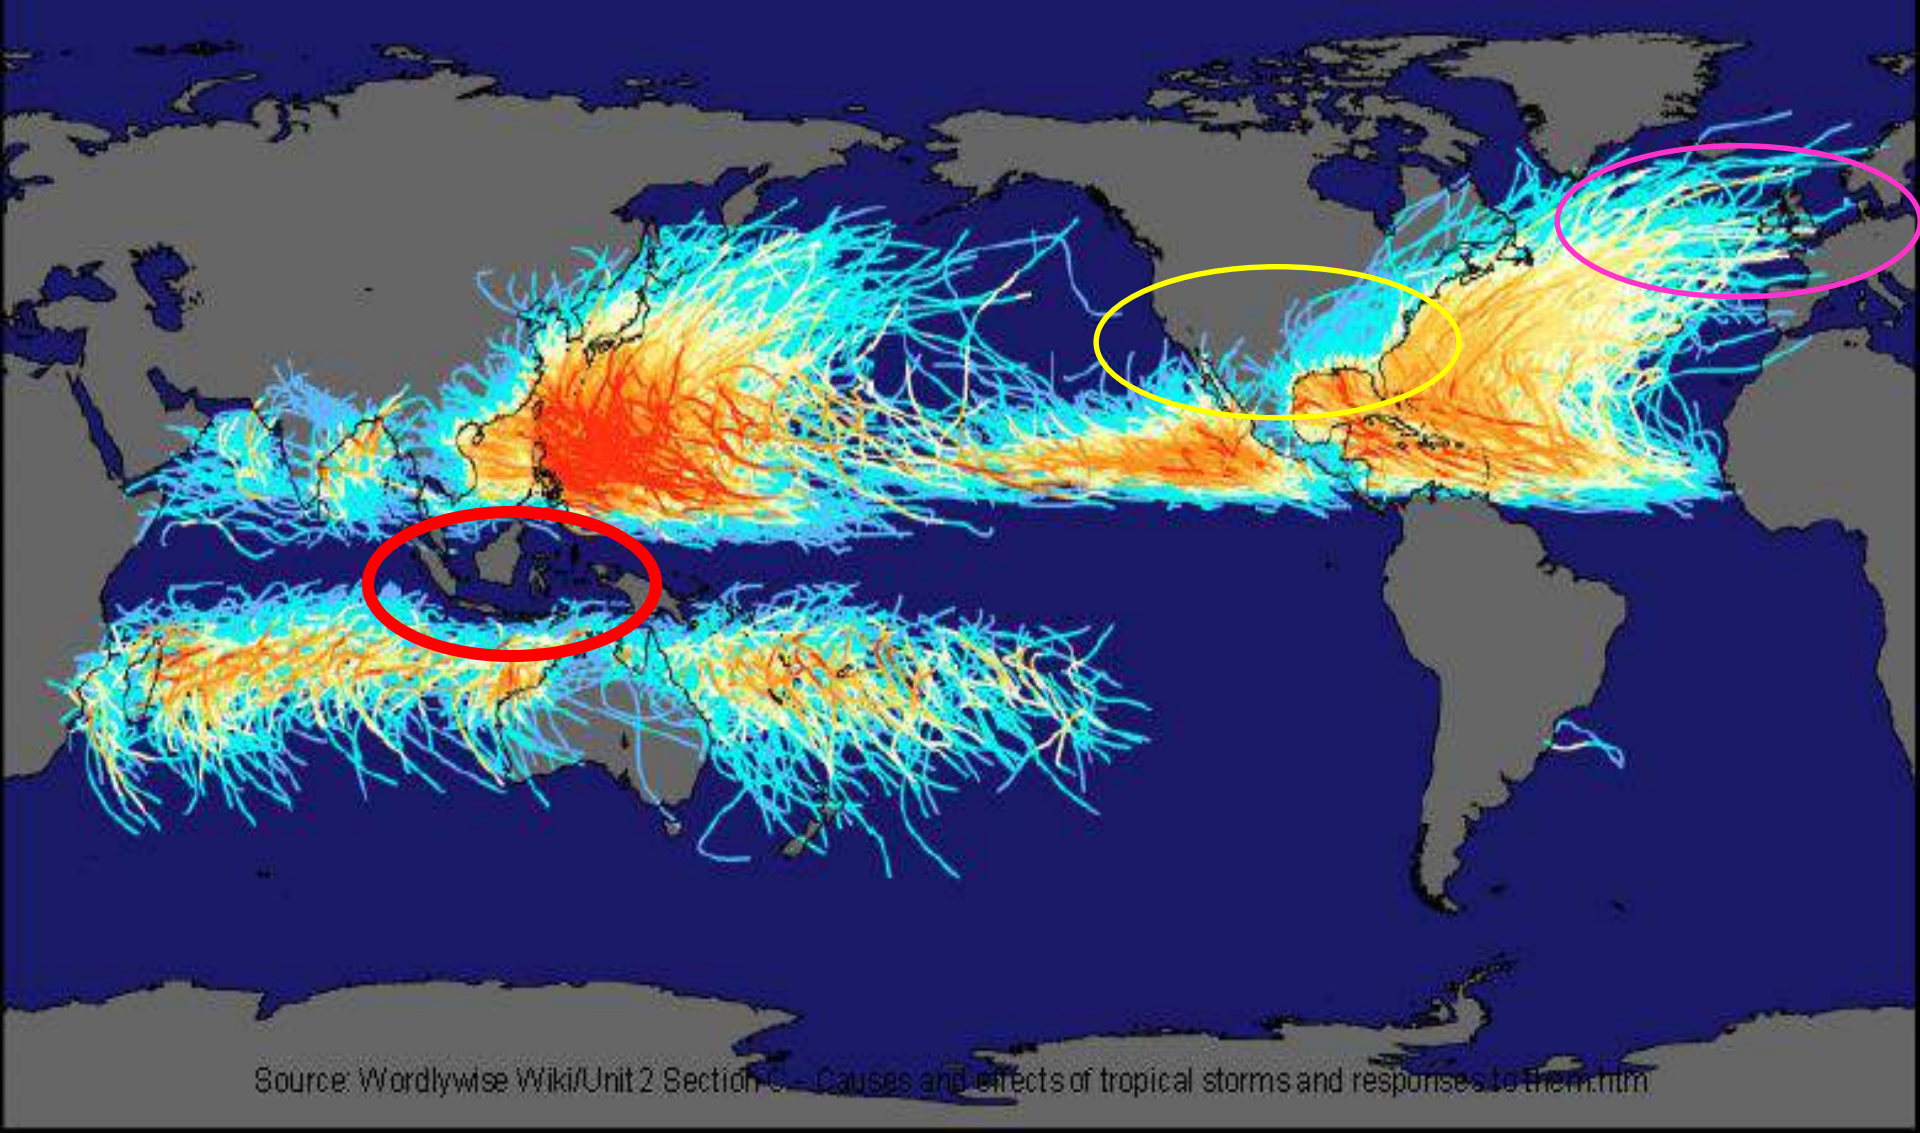 Source: Wordlywise Wiki/Unit 2 Section C – Causes and effects of tropical storms and responses to them.htm